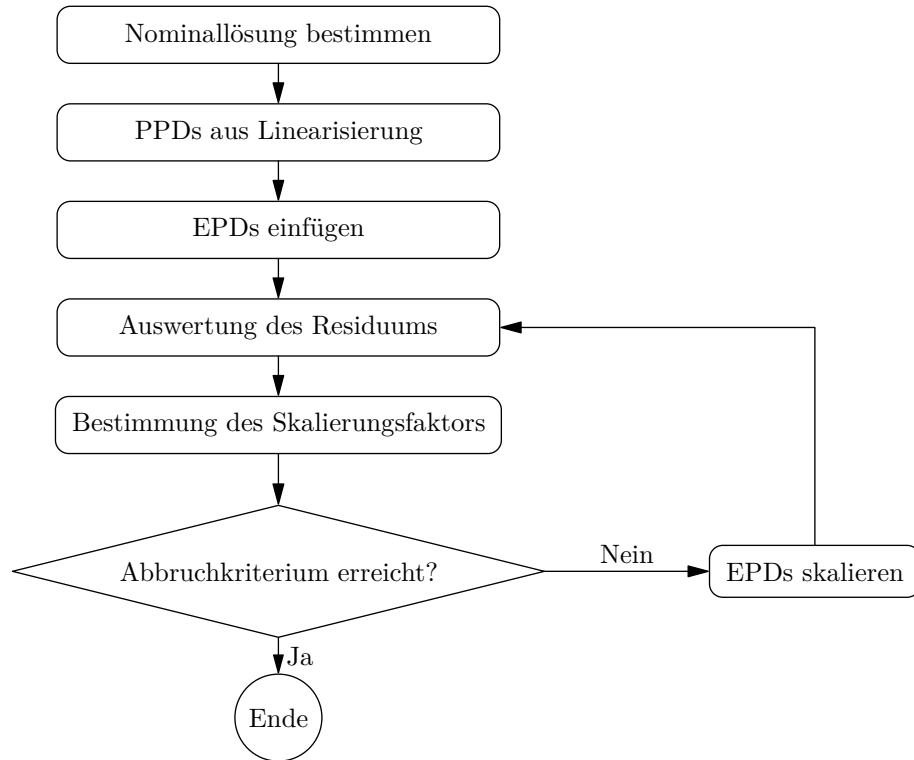 Nominallösung bestimmen
PPDs aus Linearisierung
EPDs einfügen
Auswertung des Residuums
Bestimmung des Skalierungsfaktors
Abbruchkriterium erreicht?
Nein
EPDs skalieren
Ja
Ende